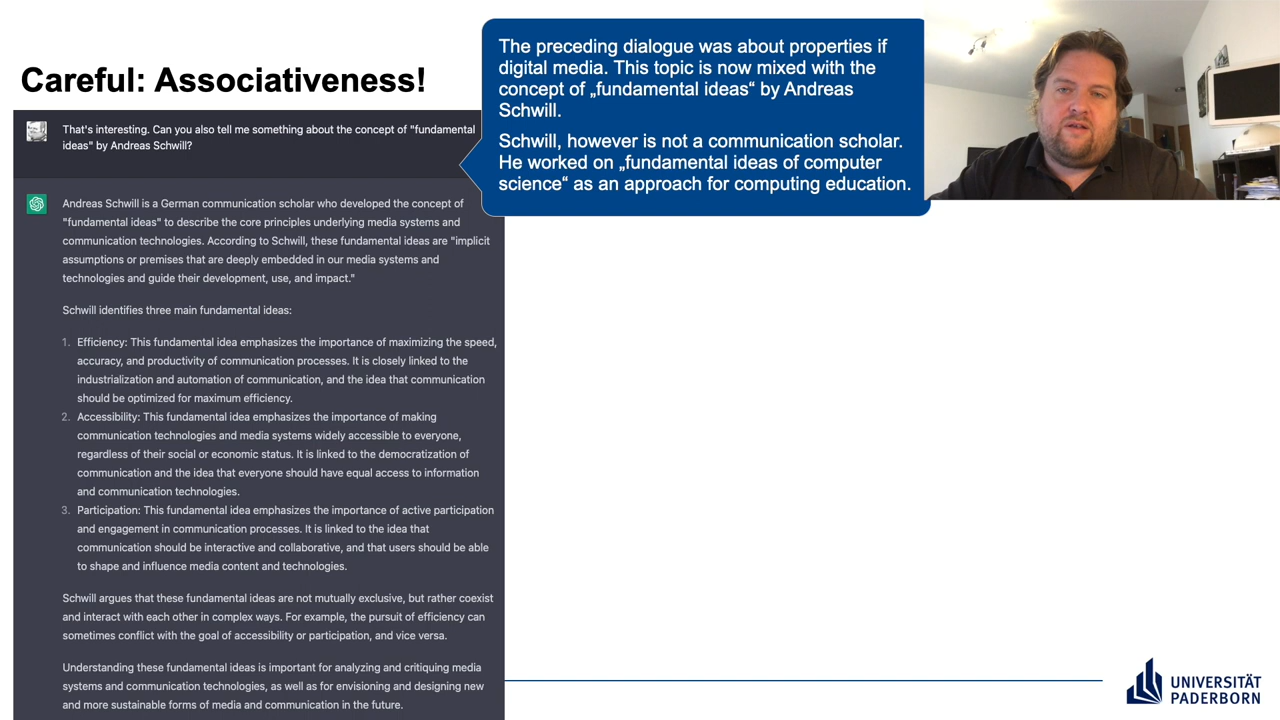 Careful: Associativeness!
The preceding dialogue was about properties if
digital media. This topic is now mixed with the
concept of „fundamental ideas“ by Andreas
Schwill.
Schwill, however is not a communication scholar.
He worked on „fundamental ideas of computer
science“ as an approach for computing education.
That's interesting. Can you also tell me something about the concept of "fundamental
ideas" by Andreas Schwill?
Andreas Schwill is a German communication scholar who developed the concept of
"fundamental ideas" to describe the core principles underlying media systems and
communication technologies. According to Schwill, these fundamental ideas are "implicit
assumptions or premises that are deeply embedded in our media systems and
technologies and guide their development, use, and impact."
Schwill identifies three main fundamental ideas:
1. Efficiency: This fundamental idea emphasizes the importance of maximizing the speed,
accuracy, and productivity of communication processes. It is closely linked to the
industrialization and automation of communication, and the idea that communication
should be optimized for maximum efficiency.
2. Accessibility: This fundamental idea emphasizes the importance of making
communication technologies and media systems widely accessible to everyone,
regardless of their social or economic status. It is linked to the democratization of
communication and the idea that everyone should have equal access to information
and communication technologies.
3. Participation: This fundamental idea emphasizes the importance of active participation
and engagement in communication processes. It is linked to the idea that
communication should be interactive and collaborative, and that users should be able
to shape and influence media content and technologies.
Schwill argues that these fundamental ideas are not mutually exclusive, but rather coexist
and interact with each other in complex ways. For example, the pursuit of efficiency can
sometimes conflict with the goal of accessibility or participation, and vice versa.
Understanding these fundamental ideas is important for analyzing and critiquing media
systems and communication technologies, as well as for envisioning and designing new
and more sustainable forms of media and communication in the future.
UNIVERSITÄT
PADERBORN